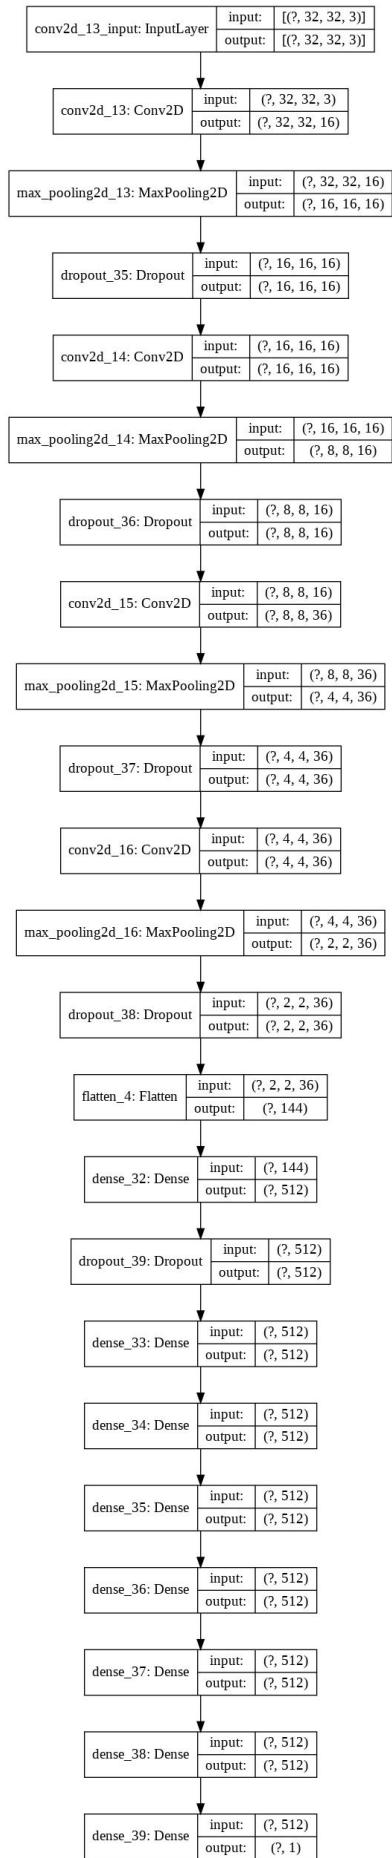 conv2d_13_input: InputLayer
input: [(?, 32, 32, 3)]
output: [(?, 32, 32, 3)]
conv2d_13: Conv2D
input: (?, 32, 32, 3)
output: (?, 32, 32, 16)
max_pooling2d_13: MaxPooling2D
input: (?, 32, 32, 16)
output: (?, 16, 16, 16)
dropout_35: Dropout
input: (?, 16, 16, 16)
output: (?, 16, 16, 16)
conv2d_14: Conv2D
input: (?, 16, 16, 16)
output: (?, 16, 16, 16)
max_pooling2d_14: MaxPooling2D
input: (?, 16, 16, 16)
output: (?, 8, 8, 16)
dropout_36: Dropout
input: (?, 8, 8, 16)
output: (?, 8, 8, 16)
conv2d_15: Conv2D
input: (?, 8, 8, 16)
output: (?, 8, 8, 36)
max_pooling2d_15: MaxPooling2D
input: (?, 8, 8, 36)
output: (?, 4, 4, 36)
dropout_37: Dropout
input: (?, 4, 4, 36)
output: (?, 4, 4, 36)
conv2d_16: Conv2D
input: (?, 4, 4, 36)
output: (?, 4, 4, 36)
max_pooling2d_16: MaxPooling2D
input: (?, 4, 4, 36)
output: (?, 2, 2, 36)
dropout_38: Dropout
input: (?, 2, 2, 36)
output: (?, 2, 2, 36)
flatten_4: Flatten
input: (?, 2, 2, 36)
output: (?, 144)
dense_32: Dense
input: (?, 144)
output: (?, 512)
dropout_39: Dropout
input: (?, 512)
output: (?, 512)
dense_33: Dense
input: (?, 512)
output: (?, 512)
dense_34: Dense
input: (?, 512)
output: (?, 512)
dense_35: Dense
input: (?, 512)
output: (?, 512)
dense_36: Dense
input: (?, 512)
output: (?, 512)
dense_37: Dense
input: (?, 512)
output: (?, 512)
dense_38: Dense
input: (?, 512)
output: (?, 512)
dense_39: Dense
input: (?, 512)
output: (?, 1)